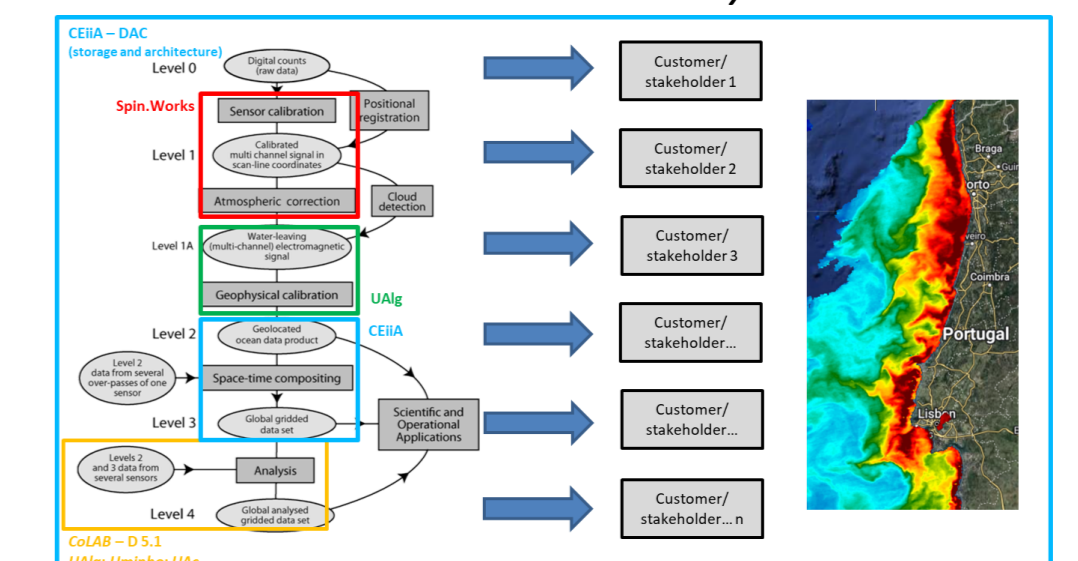 CEiiA – DAC
(storage and architecture)
Level 0
Digital counts
(raw data)
Customer/
stakeholder 1
Spin.Works
Sensor calibration
Positional
registration
Level 1
Calibrated
multi channel signal in
scan-line coordinates
Customer/
stakeholder 2
Atmospheric correction
Cloud
detection
Level 1A
Water-leaving
(multi-channel) electromagnetic
signal
Customer/
stakeholder 3
Geophysical calibration
UAlg
Level 2
Geolocated
ocean data product
CEiiA
Customer/
stakeholder...
Level 2
data from several
over-passes of one
sensor
Space-time compositing
Level 3
Global gridded
data set
Scientific and
Operational
Applications
Customer/
stakeholder...
Levels 2
and 3 data from
several sensors
Analysis
Level 4
Global analysed
gridded data set
Customer/
stakeholder... n
CoLAB – D 5.1
Braga
Gui
orto
veiro
Coimbra
Portugal
Lisbon